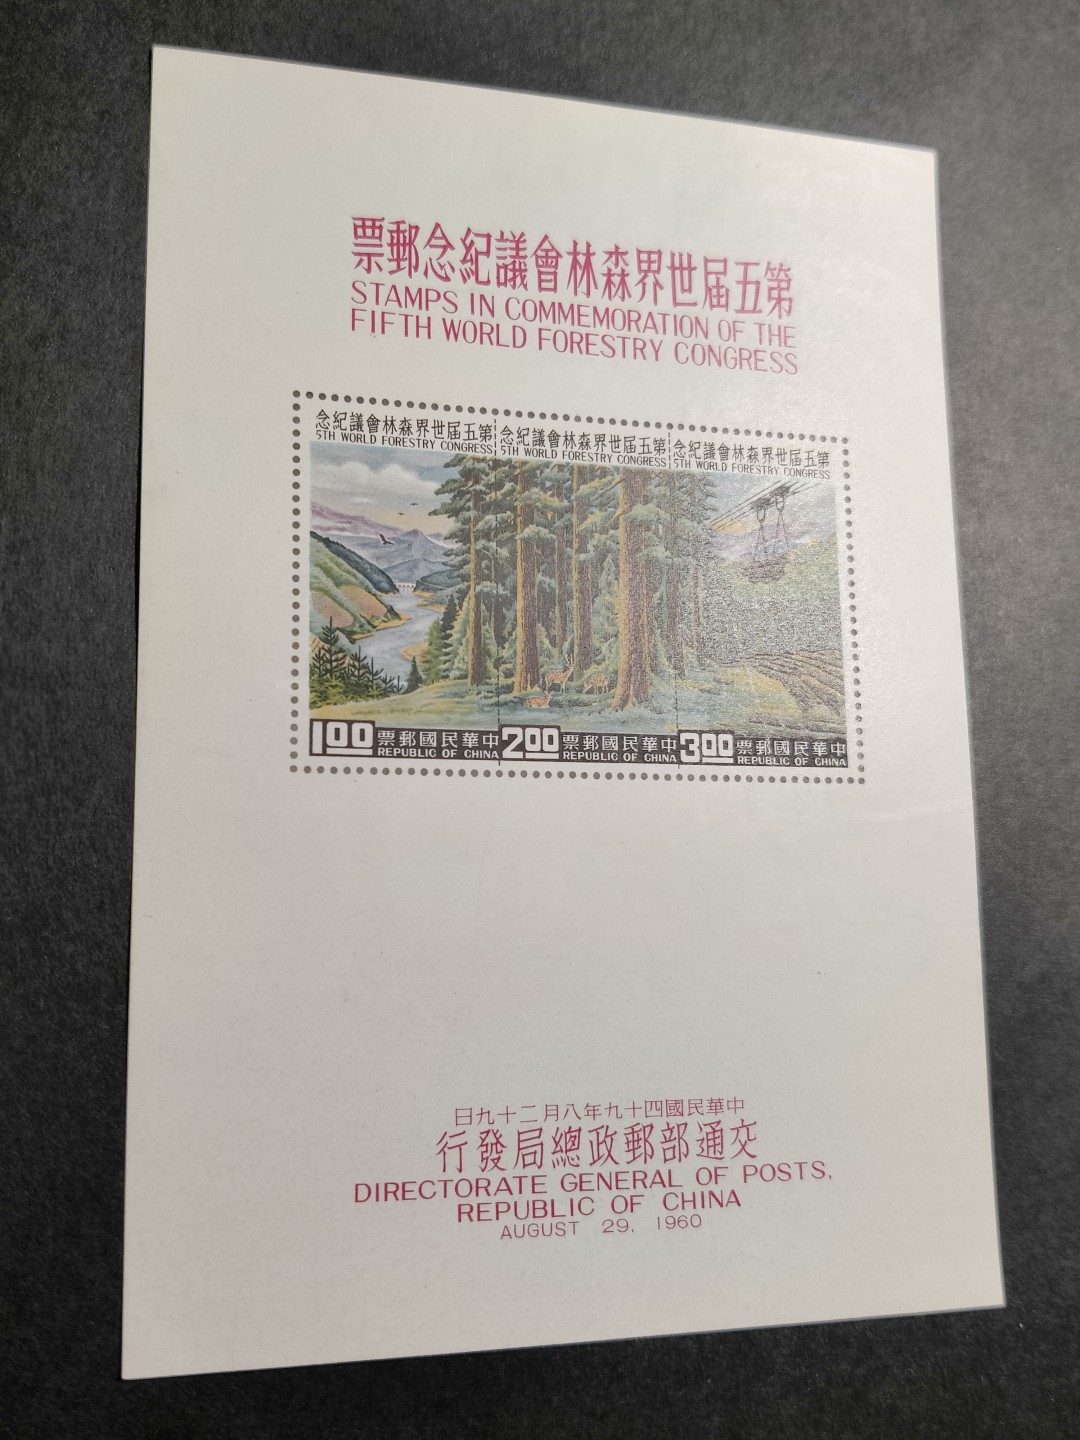 第五屆世界森林會議紀念郵票
STAMPS IN COMMEMORATION OF THE
FIFTH WORLD FORESTRY CONGRESS
第五屆世界森林會議紀念
5TH WORLD FORESTRY CONGRESS
第五屆世界森林會議紀念
5TH WORLD FORESTRY CONGRESS
第五屆世界森林會議紀念
5TH WORLD FORESTRY CONGRESS
1.00
中華民國郵票
REPUBLIC OF CHINA
2.00
中華民國郵票
REPUBLIC OF CHINA
3.00
中華民國郵票
REPUBLIC OF CHINA
中華民國四十九年八月二十九日
交通部郵政總局發行
DIRECTORATE GENERAL OF POSTS,
REPUBLIC OF CHINA
AUGUST 29, 1960